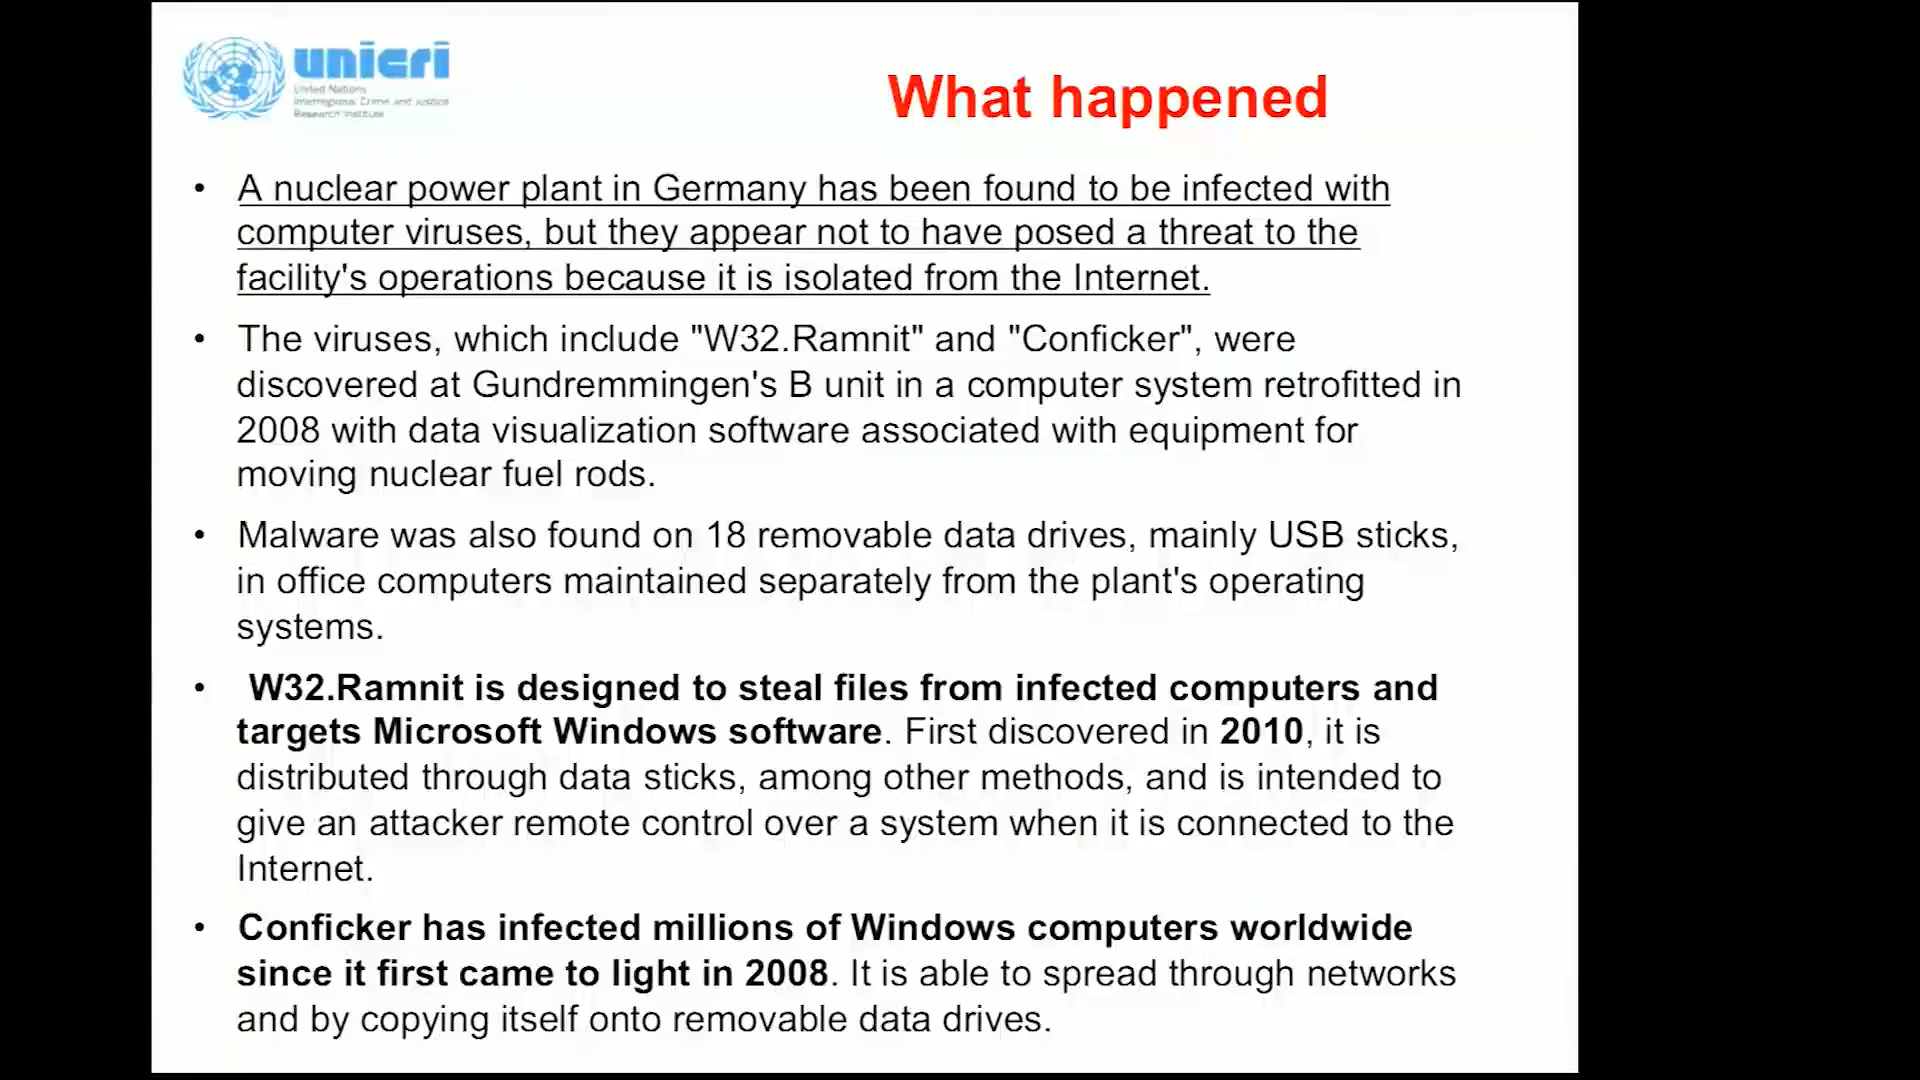 unicri
United Nations
Interregional Crime and Justice
Research Institute
What happened
• A nuclear power plant in Germany has been found to be infected with
computer viruses, but they appear not to have posed a threat to the
facility's operations because it is isolated from the Internet.
• The viruses, which include "W32.Ramnit" and "Conficker", were
discovered at Gundremmingen's B unit in a computer system retrofitted in
2008 with data visualization software associated with equipment for
moving nuclear fuel rods.
• Malware was also found on 18 removable data drives, mainly USB sticks,
in office computers maintained separately from the plant's operating
systems.
• W32.Ramnit is designed to steal files from infected computers and
targets Microsoft Windows software. First discovered in 2010, it is
distributed through data sticks, among other methods, and is intended to
give an attacker remote control over a system when it is connected to the
Internet.
• Conficker has infected millions of Windows computers worldwide
since it first came to light in 2008. It is able to spread through networks
and by copying itself onto removable data drives.